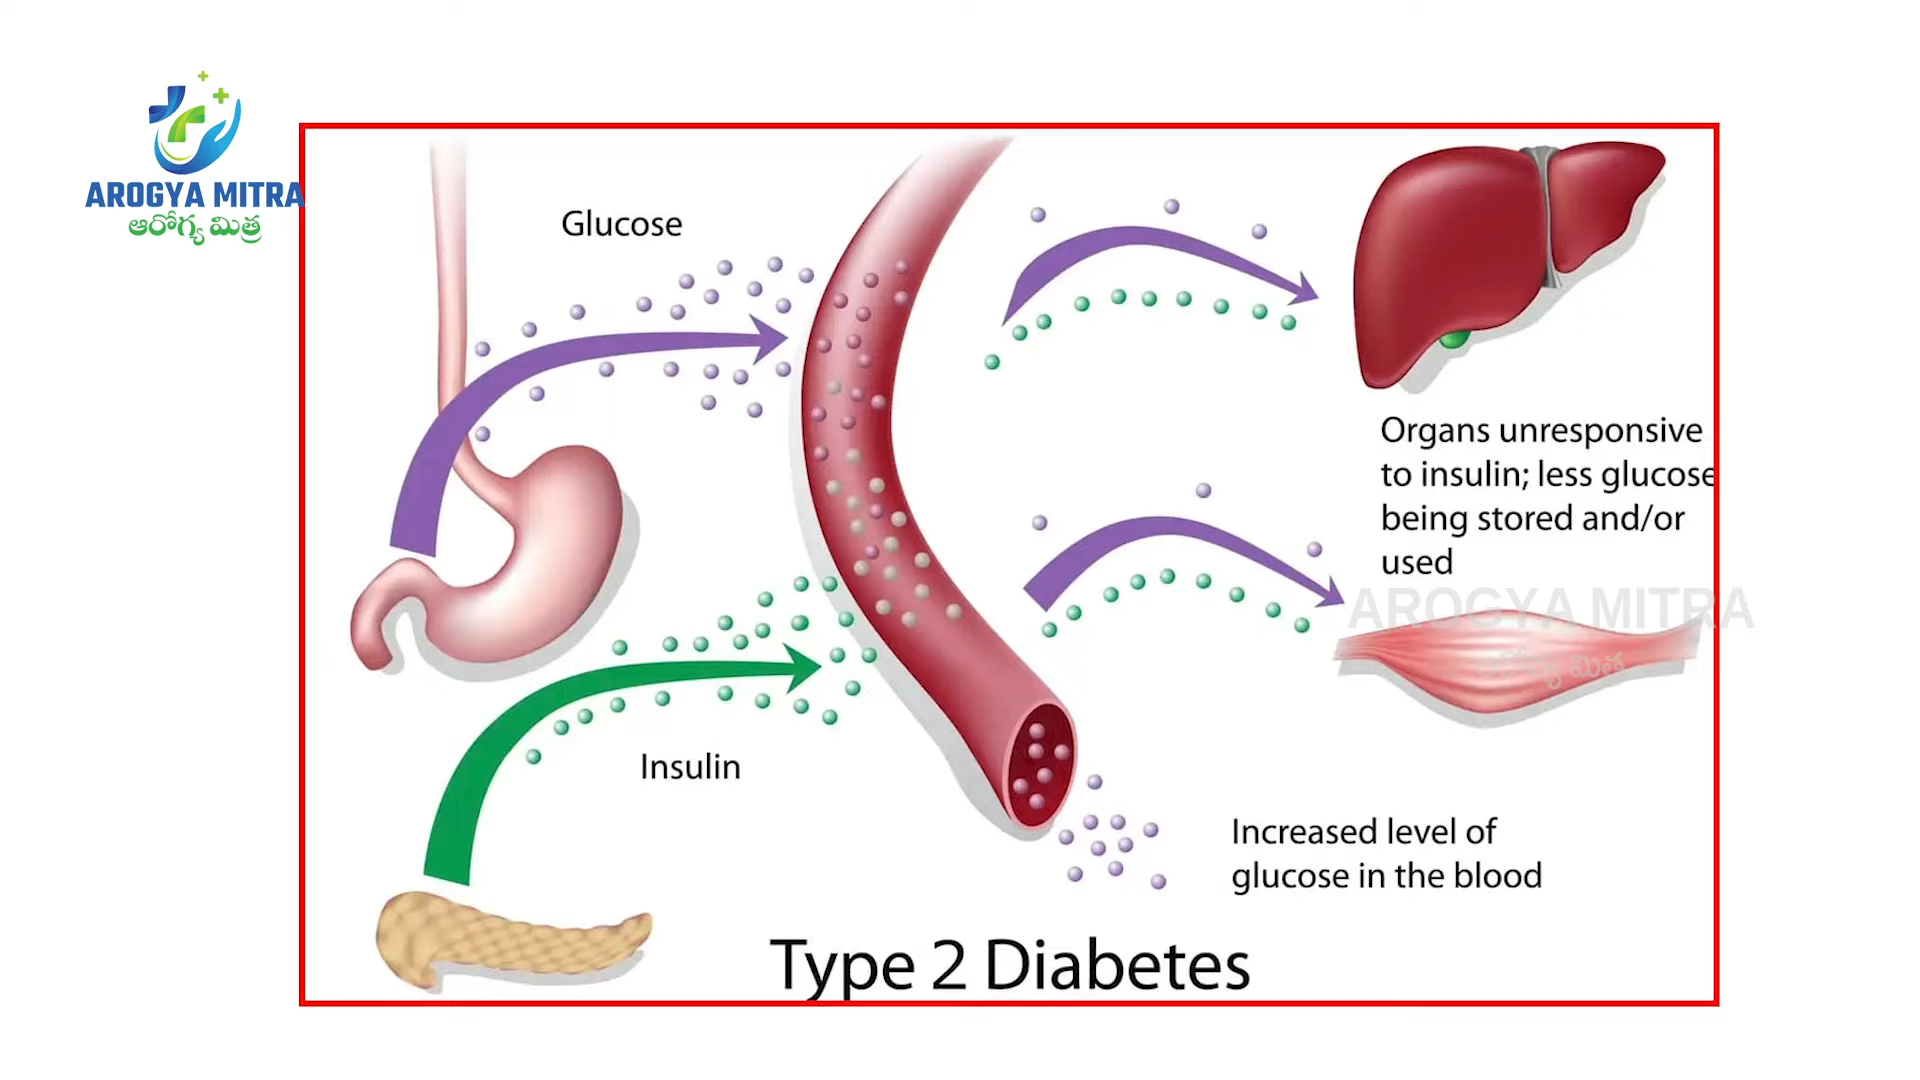 AROGYA MITRA
ఆరోగ్య మిత్ర
Glucose
Organs unresponsive
to insulin; less glucose
being stored and/or
used
AROGYA MITRA
ఆరోగ్య మిత్ర
Insulin
Increased level of
glucose in the blood
Type 2 Diabetes